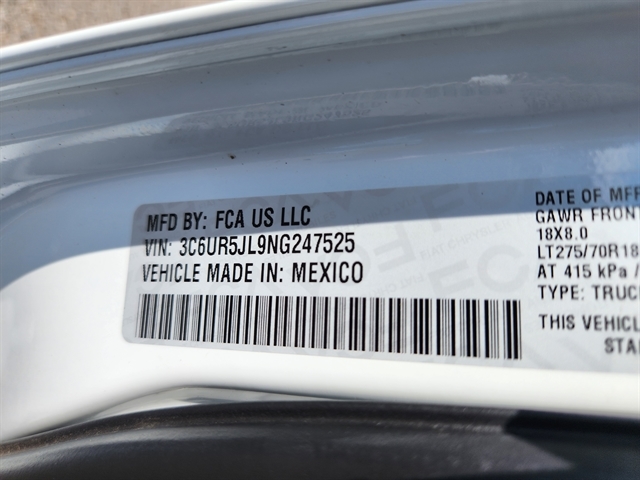 MFD BY: FCA US LLC
VIN: 3C6UR5JL9NG247525
VEHICLE MADE IN: MEXICO
DATE OF MFR
GAWR FRONT
18X8.0
LT275/70R18
AT 415 kPa /
TYPE: TRUC
THIS VEHICL
STA